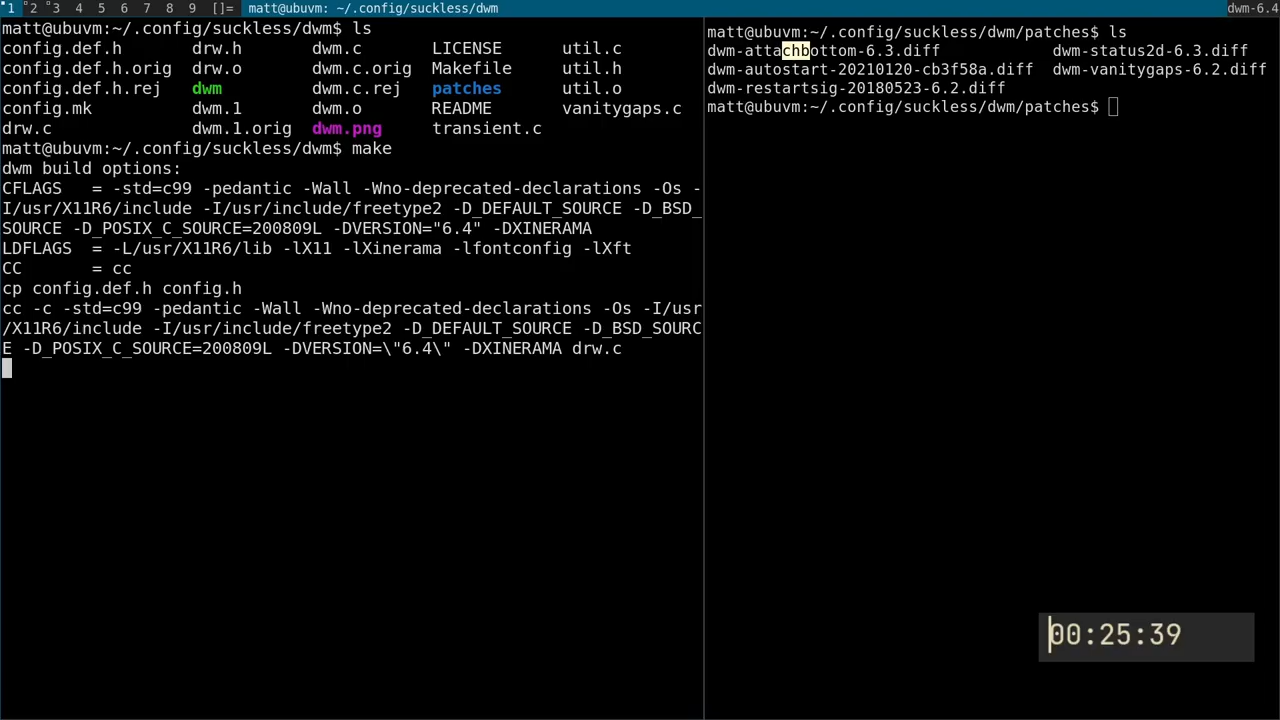 1 2 3 4 5 6 7 8 9 []= matt@ubuvm: ~/.config/suckless/dwm dwm-6.4
matt@ubuvm:~/.config/suckless/dwm$ ls
config.def.h drw.h dwm.c LICENSE util.c
config.def.h.orig drw.o dwm.c.orig Makefile util.h
config.def.h.rej dwm dwm.c.rej patches util.o
config.mk dwm.1 dwm.o README vanitygaps.c
drw.c dwm.1.orig dwm.png transient.c
matt@ubuvm:~/.config/suckless/dwm$ make
dwm build options:
CFLAGS   = -std=c99 -pedantic -Wall -Wno-deprecated-declarations -Os -
I/usr/X11R6/include -I/usr/include/freetype2 -D_DEFAULT_SOURCE -D_BSD_
SOURCE -D_POSIX_C_SOURCE=200809L -DVERSION="6.4" -DXINERAMA
LDFLAGS  = -L/usr/X11R6/lib -lX11 -lXinerama -lfontconfig -lXft
CC       = cc
cp config.def.h config.h
cc -c -std=c99 -pedantic -Wall -Wno-deprecated-declarations -Os -I/usr
/X11R6/include -I/usr/include/freetype2 -D_DEFAULT_SOURCE -D_BSD_SOURC
E -D_POSIX_C_SOURCE=200809L -DVERSION=\"6.4\" -DXINERAMA drw.c
matt@ubuvm:~/.config/suckless/dwm/patches$ ls
dwm-attachbottom-6.3.diff dwm-status2d-6.3.diff
dwm-autostart-20210120-cb3f58a.diff dwm-vanitygaps-6.2.diff
dwm-restartsig-20180523-6.2.diff
matt@ubuvm:~/.config/suckless/dwm/patches$
00:25:39